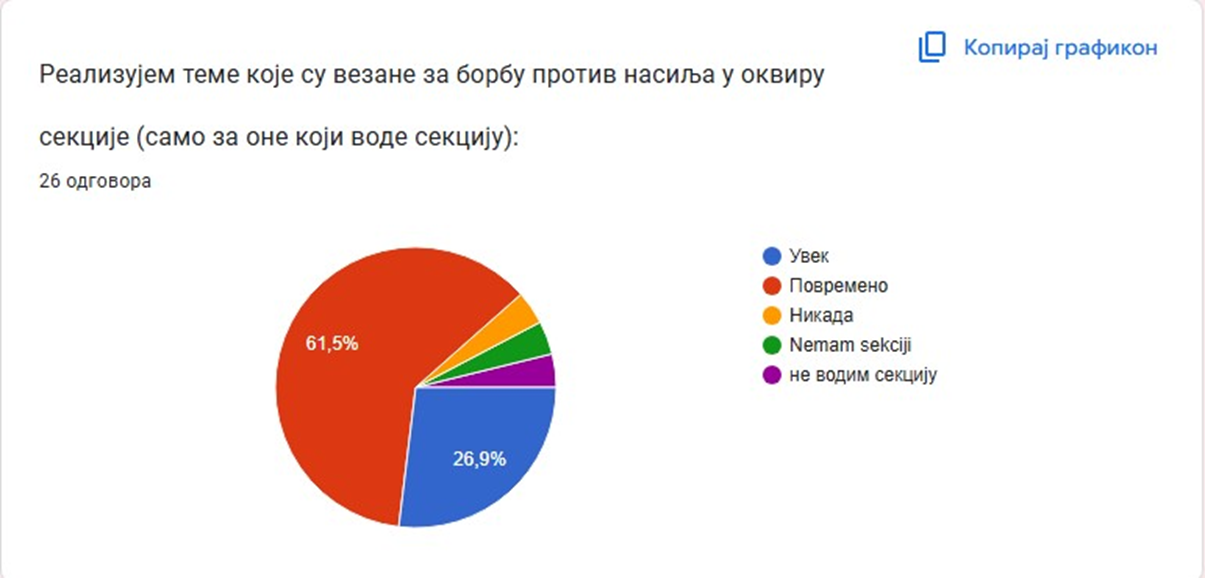 Копирај графикон
Реализујем теме које су везане за борбу против насиља у оквиру
секције (само за оне који воде секцију):
26 одговора
Увек
Повремено
Никада
Nemam sekciji
не водим секцију
61,5%
26,9%